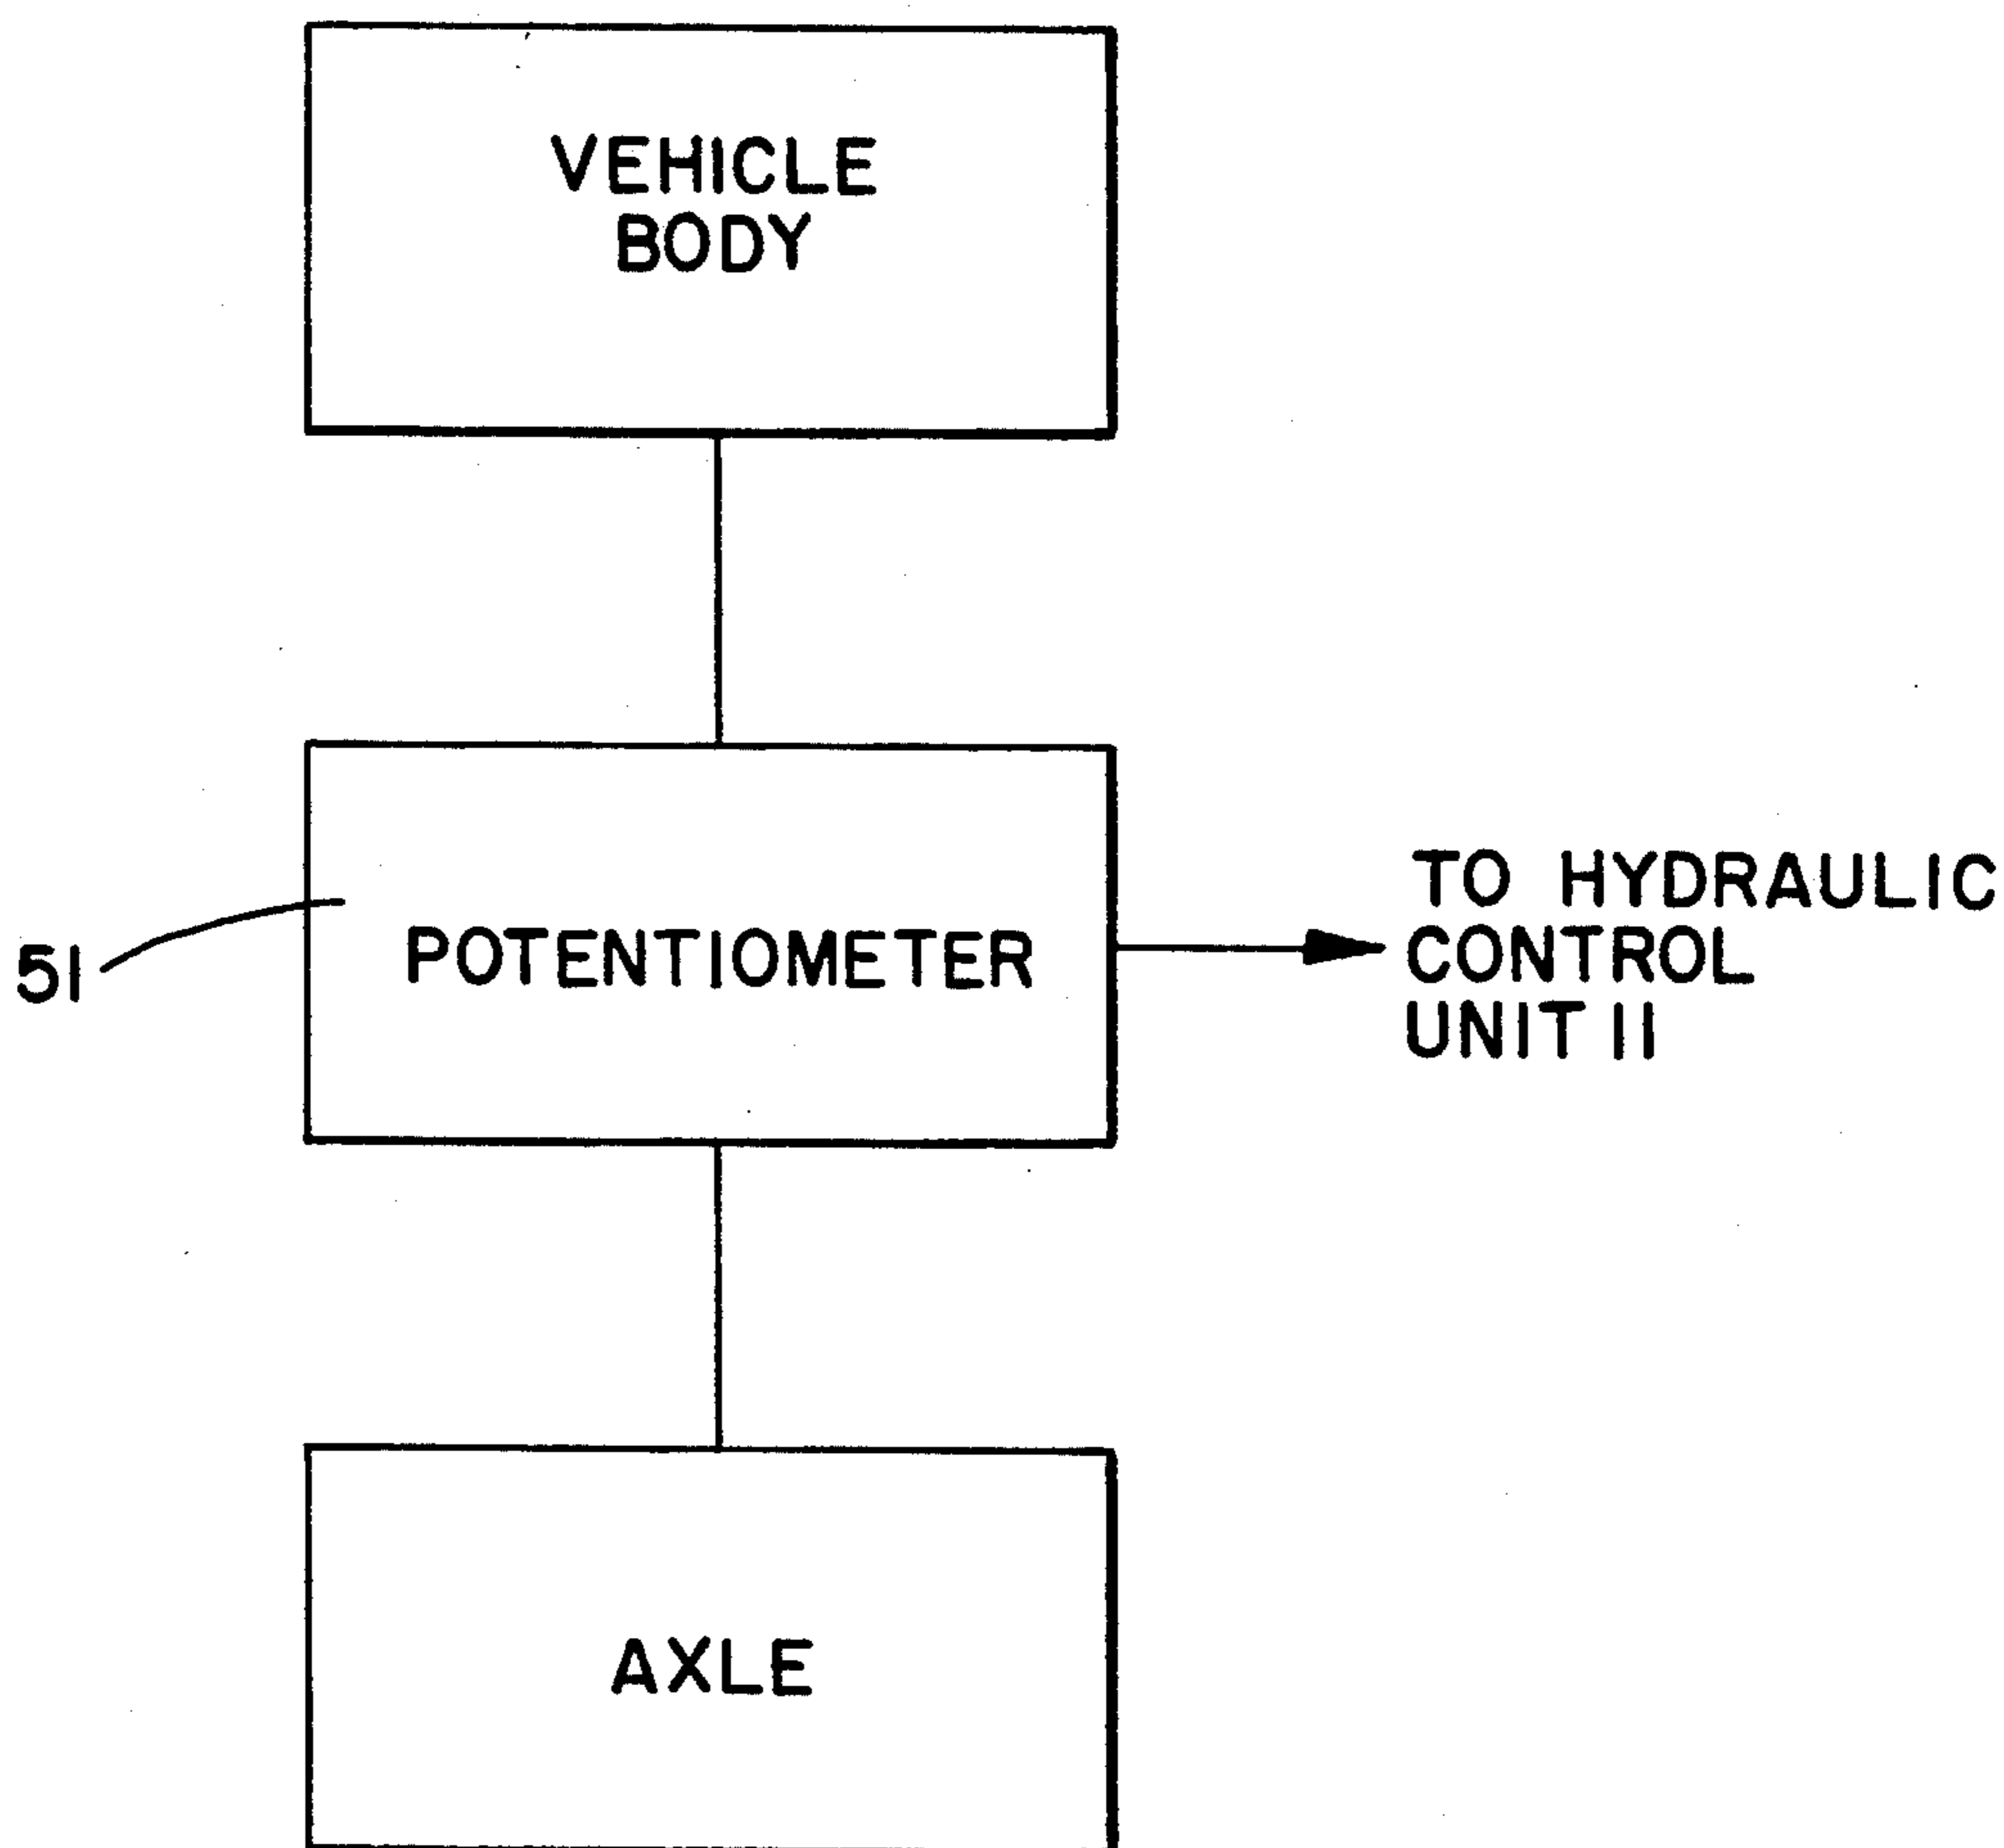 VEHICLE
BODY
51
POTENTIOMETER
TO HYDRAULIC
CONTROL
UNIT 11
AXLE